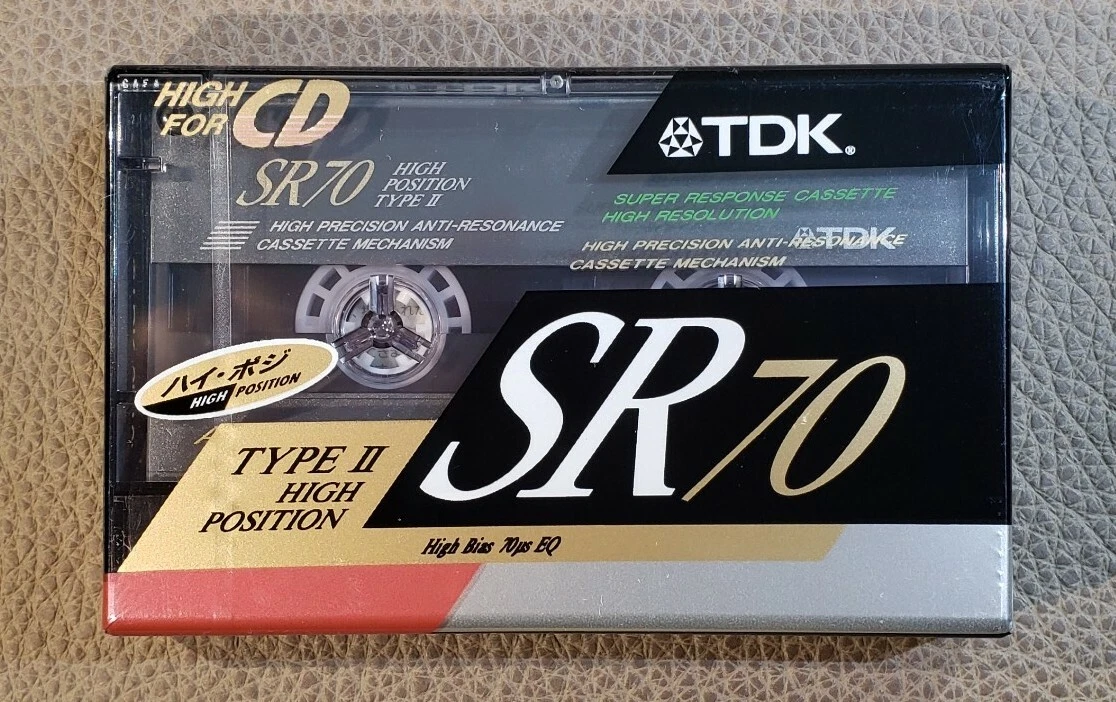 HIGH
FOR CD
TDK
SR70 HIGH
POSITION
TYPE II
SUPER RESPONSE CASSETTE
HIGH RESOLUTION
HIGH PRECISION ANTI-RESONANCE
CASSETTE MECHANISM
TDK
HIGH PRECISION ANTI-RESONANCE
CASSETTE MECHANISM
ハイ・ポジ
HIGH POSITION
SR70
TYPE II
HIGH
POSITION
High Bias 70µs EQ